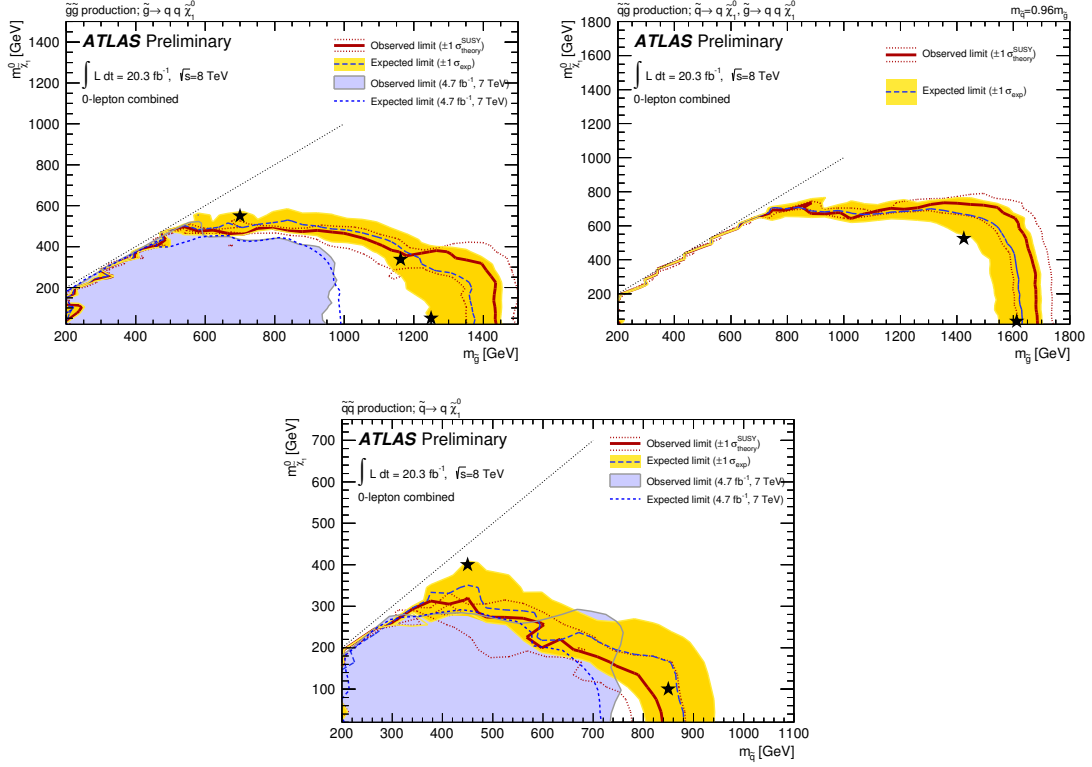 g̃g̃ production; g̃→ q q χ̃₁⁰
m_χ̃₁⁰ [GeV]
1400
1200
1000
800
600
400
200
ATLAS Preliminary
∫ L dt = 20.3 fb⁻¹, √s=8 TeV
0-lepton combined
Observed limit (±1 σ_theory^SUSY)
Expected limit (±1 σ_exp)
Observed limit (4.7 fb⁻¹, 7 TeV)
Expected limit (4.7 fb⁻¹, 7 TeV)
200 400 600 800 1000 1200 1400
m_g̃ [GeV]
q̃g̃ production; q̃→ q χ̃₁⁰, g̃→ q q χ̃₁⁰
m_q̃=0.96m_g̃
m_χ̃₁⁰ [GeV]
1800
1600
1400
1200
1000
800
600
400
200
ATLAS Preliminary
∫ L dt = 20.3 fb⁻¹, √s=8 TeV
0-lepton combined
Observed limit (±1 σ_theory^SUSY)
Expected limit (±1 σ_exp)
200 400 600 800 1000 1200 1400 1600 1800
m_g̃ [GeV]
q̃q̃ production; q̃→ q χ̃₁⁰
m_χ̃₁⁰ [GeV]
700
600
500
400
300
200
100
ATLAS Preliminary
∫ L dt = 20.3 fb⁻¹, √s=8 TeV
0-lepton combined
Observed limit (±1 σ_theory^SUSY)
Expected limit (±1 σ_exp)
Observed limit (4.7 fb⁻¹, 7 TeV)
Expected limit (4.7 fb⁻¹, 7 TeV)
200 300 400 500 600 700 800 900 1000 1100
m_q̃ [GeV]